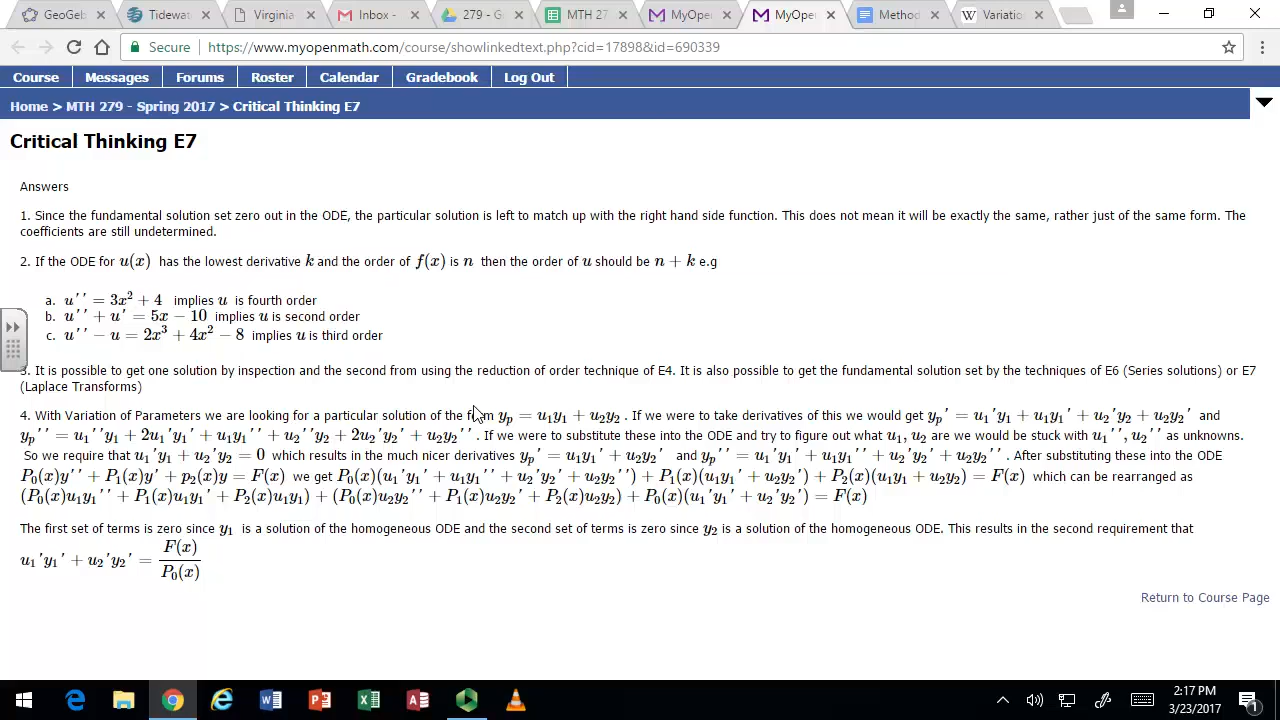 GeoGeb
Tidewat
Virginia
Inbox -
279 - G
MTH 27
MyOpen
MyOpen
Method
Variatio
Secure
https://www.myopenmath.com/course/showlinkedtext.php?cid=17898&id=690339
Course Messages Forums Roster Calendar Gradebook Log Out
Home > MTH 279 - Spring 2017 > Critical Thinking E7
Critical Thinking E7
Answers
1. Since the fundamental solution set zero out in the ODE, the particular solution is left to match up with the right hand side function. This does not mean it will be exactly the same, rather just of the same form. The
coefficients are still undetermined.
2. If the ODE for u(x) has the lowest derivative k and the order of f(x) is n then the order of u should be n + k e.g
a. u′′ = 3x² + 4 implies u is fourth order
b. u′′ + u′ = 5x − 10 implies u is second order
c. u′′ − u = 2x³ + 4x² − 8 implies u is third order
3. It is possible to get one solution by inspection and the second from using the reduction of order technique of E4. It is also possible to get the fundamental solution set by the techniques of E6 (Series solutions) or E7
(Laplace Transforms)
4. With Variation of Parameters we are looking for a particular solution of the form yₚ = u₁y₁ + u₂y₂ . If we were to take derivatives of this we would get yₚ′ = u₁′y₁ + u₁y₁′ + u₂′y₂ + u₂y₂′ and
yₚ′′ = u₁′′y₁ + 2u₁′y₁′ + u₁y₁′′ + u₂′′y₂ + 2u₂′y₂′ + u₂y₂′′ . If we were to substitute these into the ODE and try to figure out what u₁, u₂ are we would be stuck with u₁′′, u₂′′ as unknowns.
So we require that u₁′y₁ + u₂′y₂ = 0 which results in the much nicer derivatives yₚ′ = u₁y₁′ + u₂y₂′ and yₚ′′ = u₁′y₁′ + u₁y₁′′ + u₂′y₂′ + u₂y₂′′ . After substituting these into the ODE
P₀(x)y′′ + P₁(x)y′ + p₂(x)y = F(x) we get P₀(x)(u₁′y₁′ + u₁y₁′′ + u₂′y₂′ + u₂y₂′′) + P₁(x)(u₁y₁′ + u₂y₂′) + P₂(x)(u₁y₁ + u₂y₂) = F(x) which can be rearranged as
(P₀(x)u₁y₁′′ + P₁(x)u₁y₁′ + P₂(x)u₁y₁) + (P₀(x)u₂y₂′′ + P₁(x)u₂y₂′ + P₂(x)u₂y₂) + P₀(x)(u₁′y₁′ + u₂′y₂′) = F(x)
The first set of terms is zero since y₁ is a solution of the homogeneous ODE and the second set of terms is zero since y₂ is a solution of the homogeneous ODE. This results in the second requirement that
u₁′y₁′ + u₂′y₂′ = F(x)/P₀(x)
Return to Course Page
2:17 PM
3/23/2017